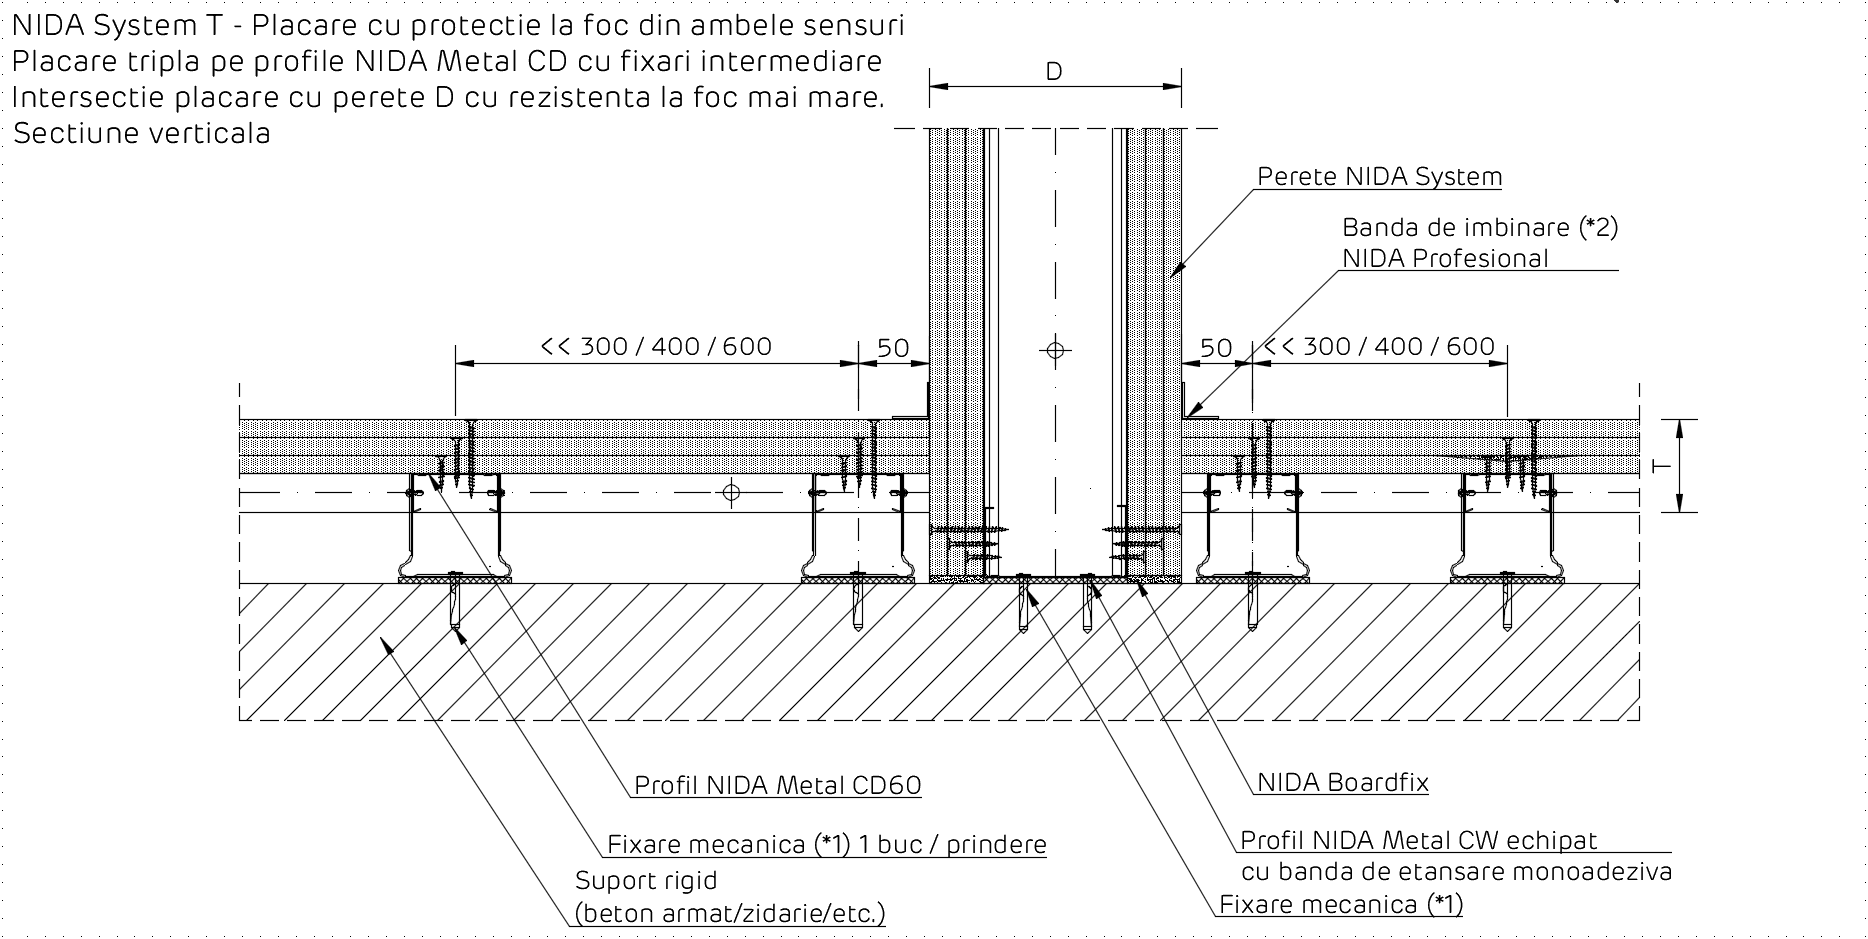 NIDA System T - Placare cu protectie la foc din ambele sensuri
Placare tripla pe profile NIDA Metal CD cu fixari intermediare
Intersectie placare cu perete D cu rezistenta la foc mai mare.
Sectiune verticala
D
Perete NIDA System
Banda de imbinare (*2)
NIDA Profesional
<< 300 / 400 / 600
50
50
<< 300 / 400 / 600
T
Profil NIDA Metal CD60
NIDA Boardfix
Fixare mecanica (*1) 1 buc / prindere
Profil NIDA Metal CW echipat
cu banda de etansare monoadeziva
Suport rigid
(beton armat/zidarie/etc.)
Fixare mecanica (*1)